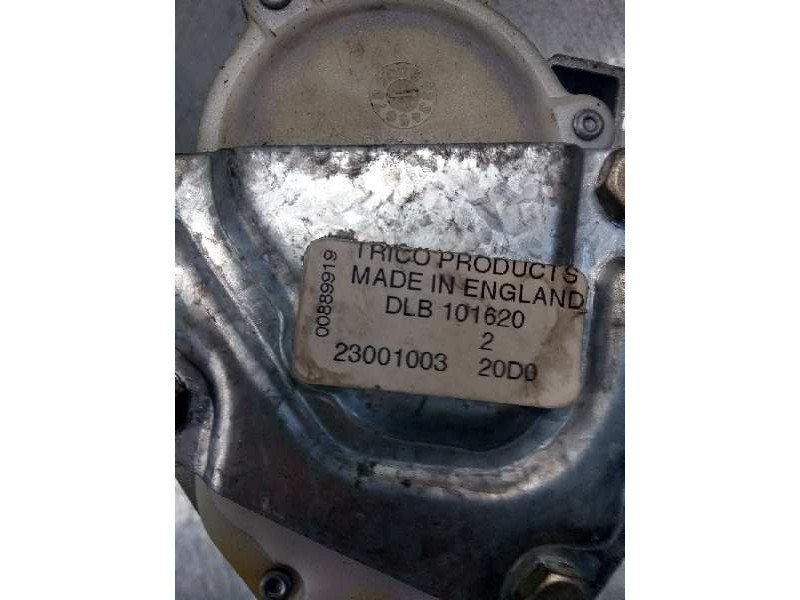 TRICO PRODUCTS
MADE IN ENGLAND
DLB 101620
2
23001003 20D0
00889919